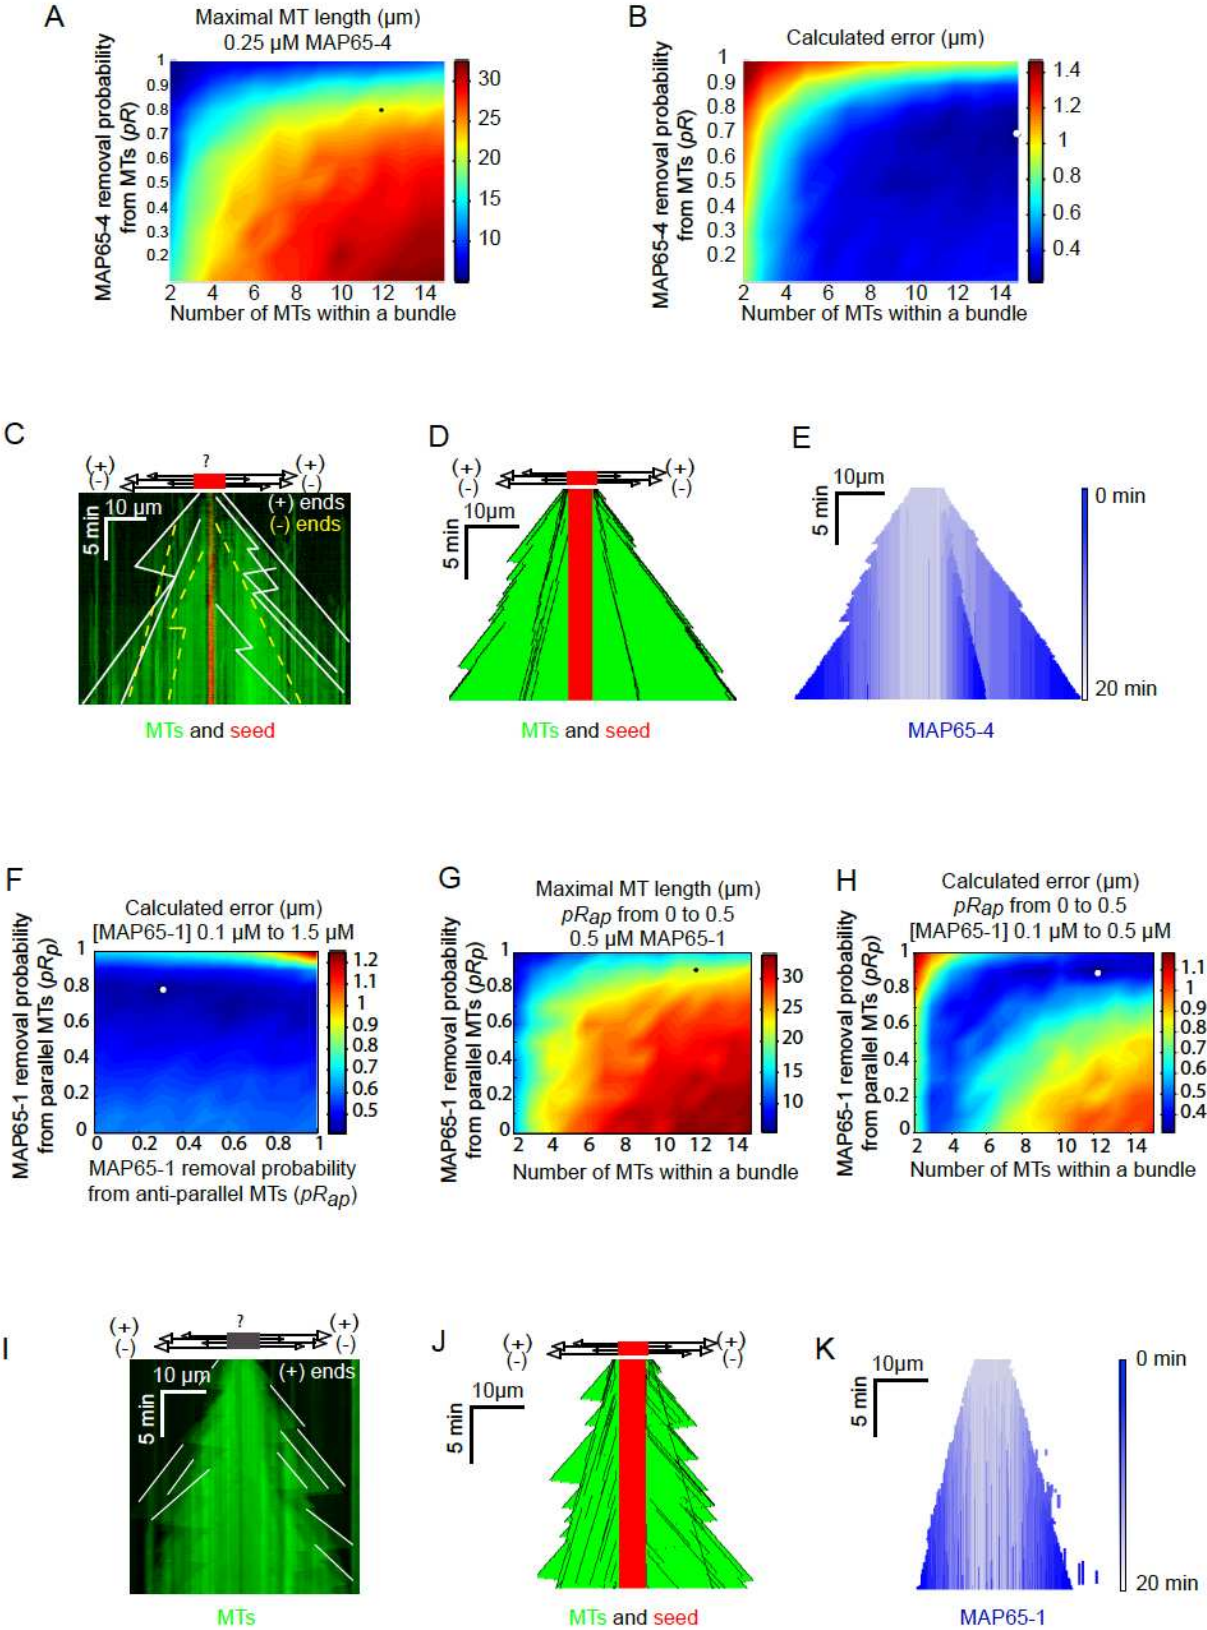 A
Maximal MT length (µm)
0.25 µM MAP65-4
MAP65-4 removal probability
from MTs (pR)
1
0.9
0.8
0.7
0.6
0.5
0.4
0.3
0.2
2 4 6 8 10 12 14
Number of MTs within a bundle
30
25
20
15
10
B
Calculated error (µm)
MAP65-4 removal probability
from MTs (pR)
1
0.9
0.8
0.7
0.6
0.5
0.4
0.3
0.2
2 4 6 8 10 12 14
Number of MTs within a bundle
1.4
1.2
1
0.8
0.6
0.4
C
?
(+) (+)
(-) (-)
10 µm
5 min
(+) ends
(-) ends
MTs and seed
D
(+) (+)
(-) (-)
10µm
5 min
MTs and seed
E
10µm
5 min
0 min
20 min
MAP65-4
F
Calculated error (µm)
[MAP65-1] 0.1 µM to 1.5 µM
MAP65-1 removal probability
from parallel MTs (pRp)
1
0.8
0.6
0.4
0.2
0
0 0.2 0.4 0.6 0.8 1
MAP65-1 removal probability
from anti-parallel MTs (pRap)
1.2
1.1
1
0.9
0.8
0.7
0.6
0.5
G
Maximal MT length (µm)
pRap from 0 to 0.5
0.5 µM MAP65-1
MAP65-1 removal probability
from parallel MTs (pRp)
1
0.8
0.6
0.4
0.2
0
2 4 6 8 10 12 14
Number of MTs within a bundle
30
25
20
15
10
H
Calculated error (µm)
pRap from 0 to 0.5
[MAP65-1] 0.1 µM to 0.5 µM
MAP65-1 removal probability
from parallel MTs (pRp)
1
0.8
0.6
0.4
0.2
0
2 4 6 8 10 12 14
Number of MTs within a bundle
1.1
1
0.9
0.8
0.7
0.6
0.5
0.4
I
?
(+) (+)
(-) (-)
10 µm
5 min
(+) ends
MTs
J
(+) (+)
(-) (-)
10µm
5 min
MTs and seed
K
10µm
5 min
0 min
20 min
MAP65-1